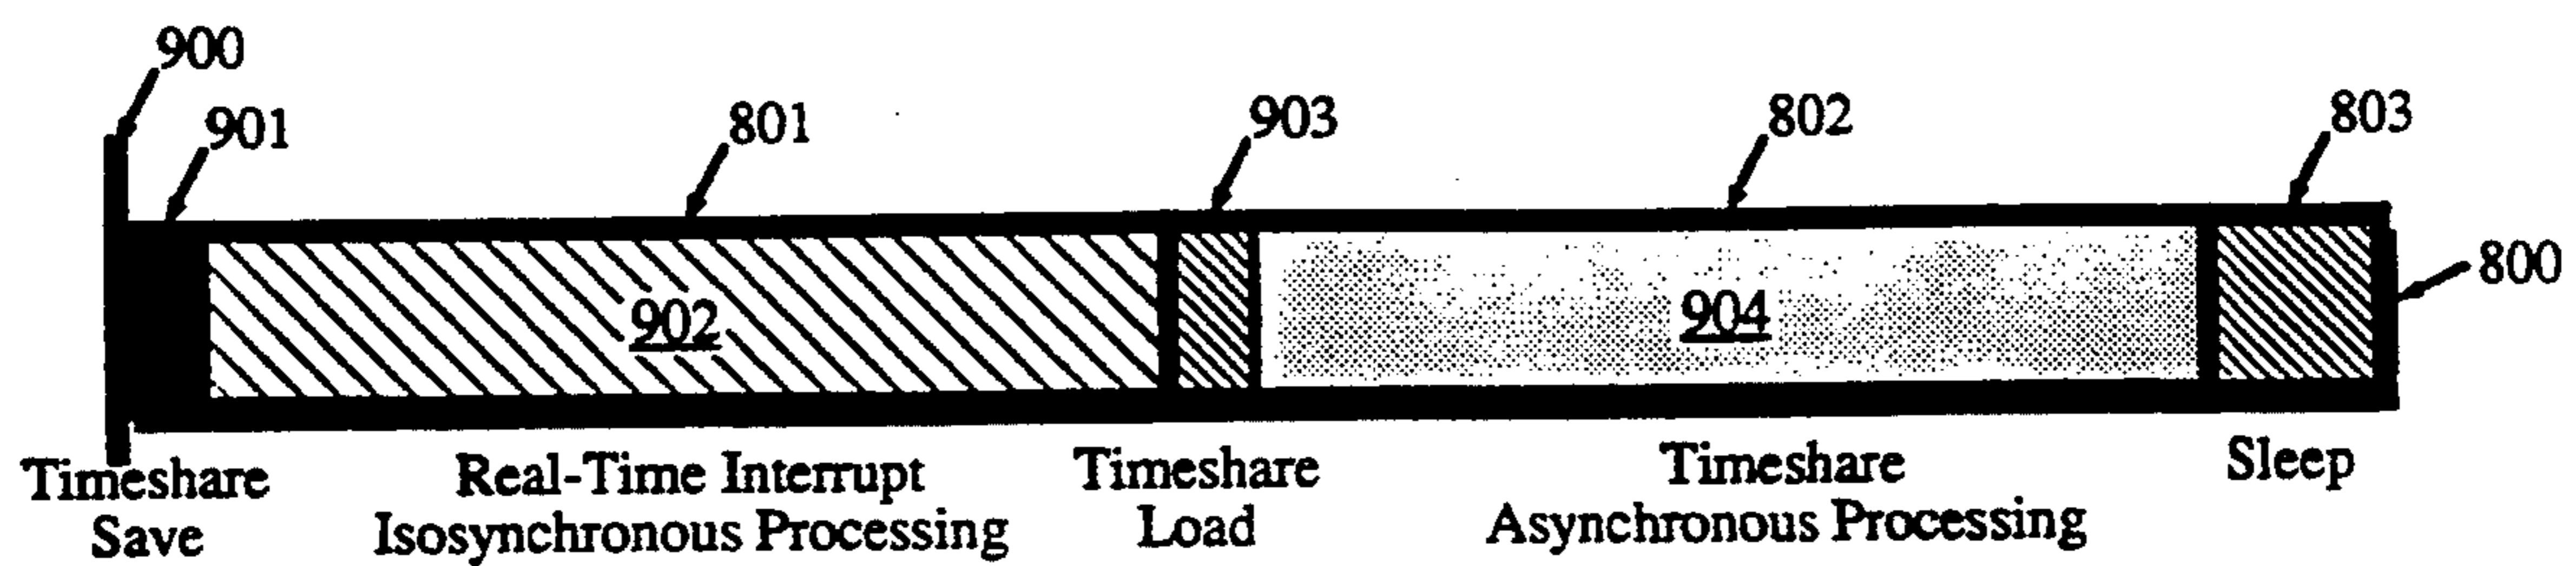 900
901
801
903
802
803
800
902
904
Timeshare
Save
Real-Time Interrupt
Isosynchronous Processing
Timeshare
Load
Timeshare
Asynchronous Processing
Sleep